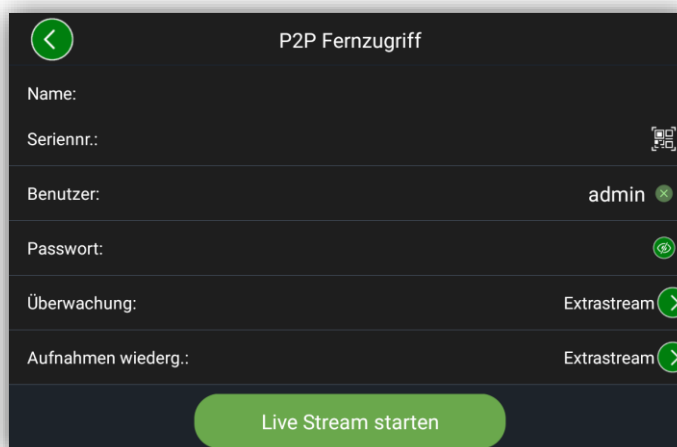 P2P Fernzugriff
Name:
Seriennr.:
Benutzer: admin
Passwort:
Überwachung: Extrastream
Aufnahmen wiederg.: Extrastream
Live Stream starten